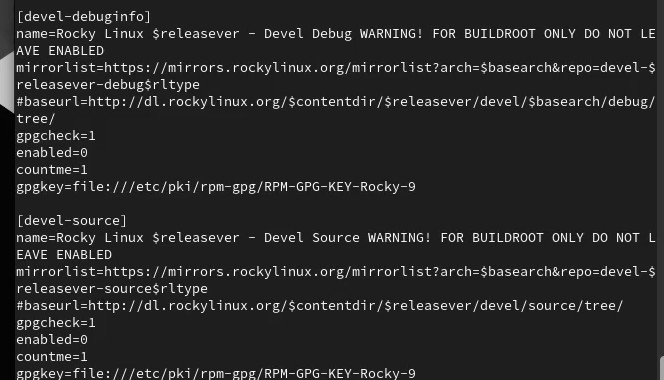 [devel-debuginfo]
name=Rocky Linux $releasever - Devel Debug WARNING! FOR BUILDROOT ONLY DO NOT LE
AVE ENABLED
mirrorlist=https://mirrors.rockylinux.org/mirrorlist?arch=$basearch&repo=devel-$
releasever-debug$rltype
#baseurl=http://dl.rockylinux.org/$contentdir/$releasever/devel/$basearch/debug/
tree/
gpgcheck=1
enabled=0
countme=1
gpgkey=file:///etc/pki/rpm-gpg/RPM-GPG-KEY-Rocky-9
[devel-source]
name=Rocky Linux $releasever - Devel Source WARNING! FOR BUILDROOT ONLY DO NOT L
EAVE ENABLED
mirrorlist=https://mirrors.rockylinux.org/mirrorlist?arch=$basearch&repo=devel-$
releasever-source$rltype
#baseurl=http://dl.rockylinux.org/$contentdir/$releasever/devel/source/tree/
gpgcheck=1
enabled=0
countme=1
gpgkey=file:///etc/pki/rpm-gpg/RPM-GPG-KEY-Rocky-9